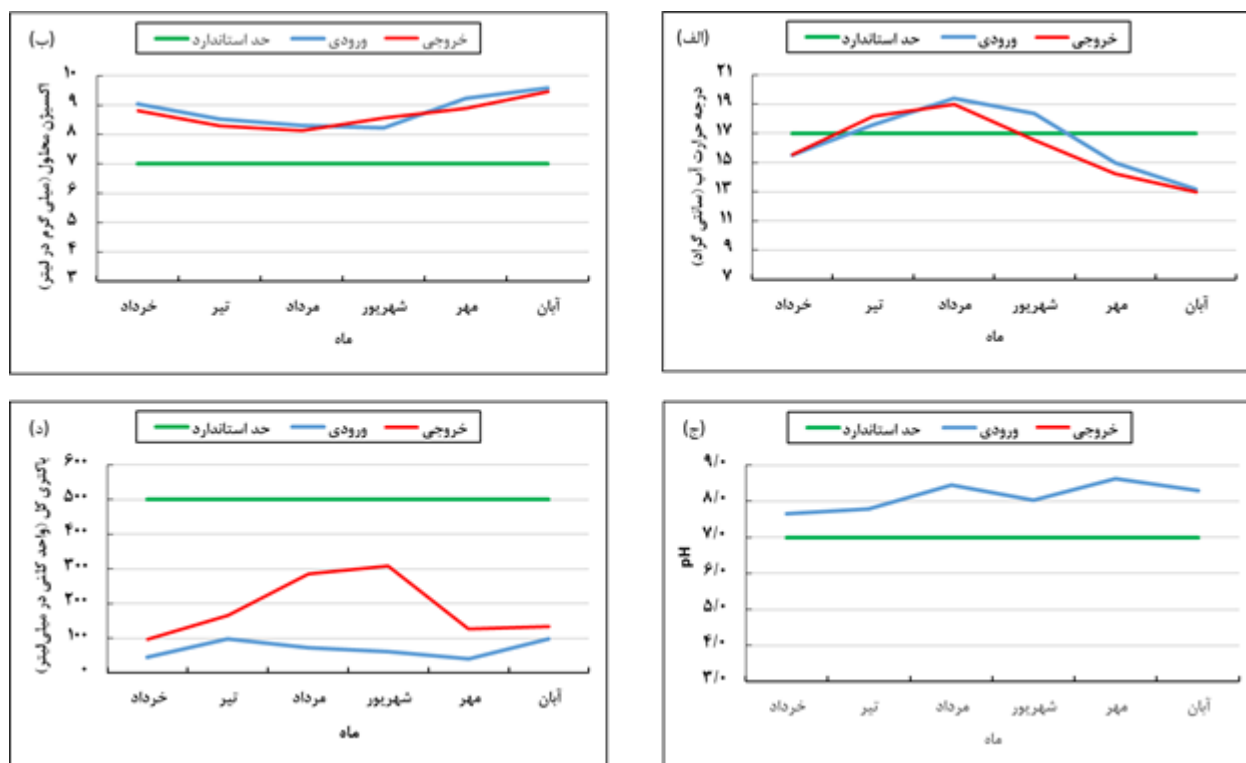 (الف)
حد استاندارد ورودی خروجی
درجه حرارت آب (سانتی گراد)
۲۱
۱۹
۱۷
۱۵
۱۳
۱۱
۹
۷
خرداد تیر مرداد شهریور مهر آبان
ماه
(ب)
حد استاندارد ورودی خروجی
اکسیژن محلول (میلی گرم در لیتر)
۱۰
۹
۸
۷
۶
۵
۴
۳
خرداد تیر مرداد شهریور مهر آبان
ماه
(ج)
حد استاندارد ورودی خروجی
pH
۹/۰
۸/۰
۷/۰
۶/۰
۵/۰
۴/۰
۳/۰
خرداد تیر مرداد شهریور مهر آبان
ماه
(د)
حد استاندارد ورودی خروجی
باکتری کل (واحد کلنی در میلی‌لیتر)
۶۰۰
۵۰۰
۴۰۰
۳۰۰
۲۰۰
۱۰۰
۰
خرداد تیر مرداد شهریور مهر آبان
ماه